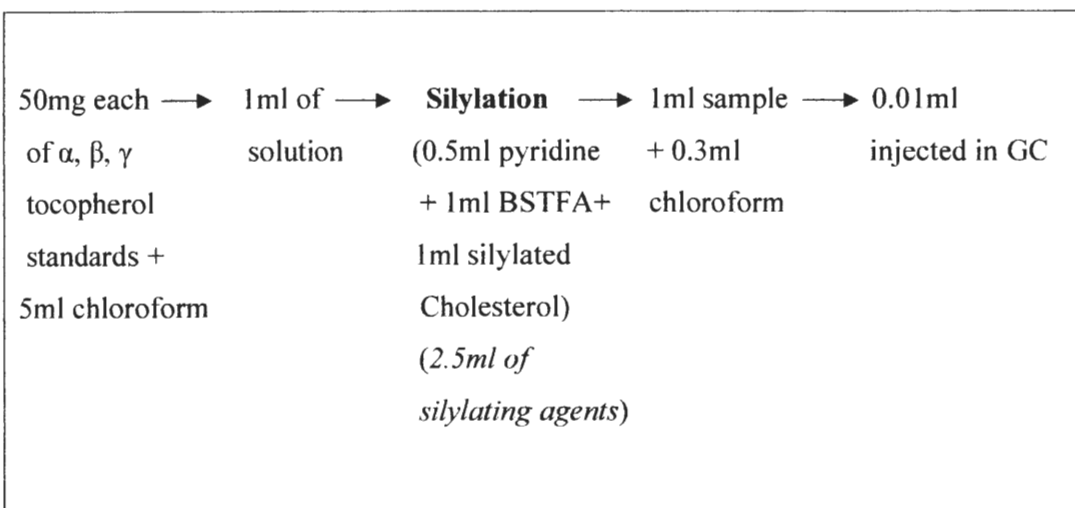 50mg each → 1ml of → Silylation → 1ml sample → 0.01ml
of α, β, γ solution (0.5ml pyridine + 0.3ml injected in GC
tocopherol + 1ml BSTFA+ chloroform
standards + 1ml silylated
5ml chloroform Cholesterol)
(2.5ml of
silylating agents)